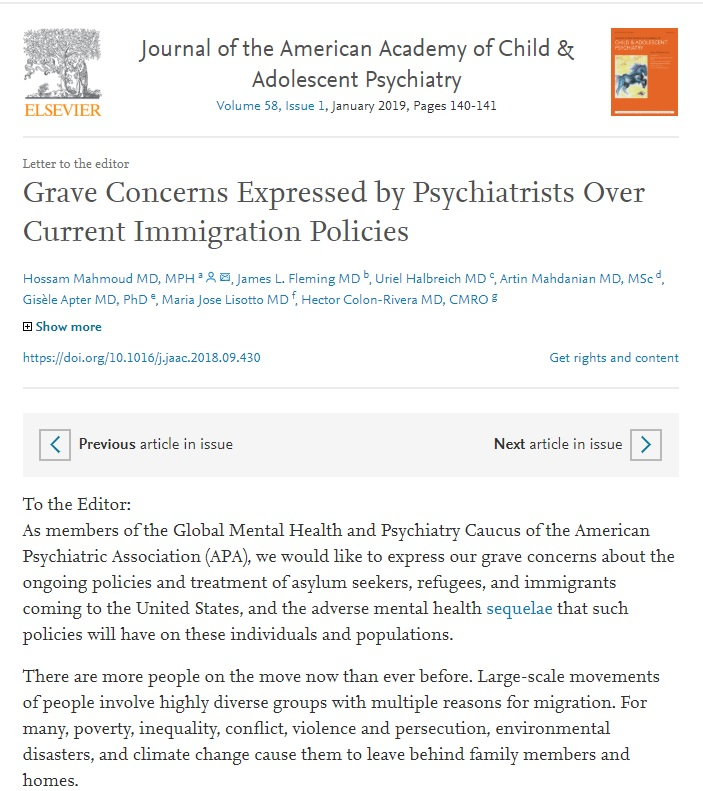 ELSEVIER
Journal of the American Academy of Child &
Adolescent Psychiatry
Volume 58, Issue 1, January 2019, Pages 140-141
CHILD & ADOLESCENT
PSYCHIATRY
Letter to the editor
Grave Concerns Expressed by Psychiatrists Over
Current Immigration Policies
Hossam Mahmoud MD, MPH a, James L. Fleming MD b, Uriel Halbreich MD c, Artin Mahdanian MD, MSc d,
Gisèle Apter MD, PhD e, Maria Jose Lisotto MD f, Hector Colon-Rivera MD, CMRO g
Show more
https://doi.org/10.1016/j.jaac.2018.09.430
Get rights and content
Previous article in issue
Next article in issue
To the Editor:
As members of the Global Mental Health and Psychiatry Caucus of the American
Psychiatric Association (APA), we would like to express our grave concerns about the
ongoing policies and treatment of asylum seekers, refugees, and immigrants
coming to the United States, and the adverse mental health sequelae that such
policies will have on these individuals and populations.
There are more people on the move now than ever before. Large-scale movements
of people involve highly diverse groups with multiple reasons for migration. For
many, poverty, inequality, conflict, violence and persecution, environmental
disasters, and climate change cause them to leave behind family members and
homes.